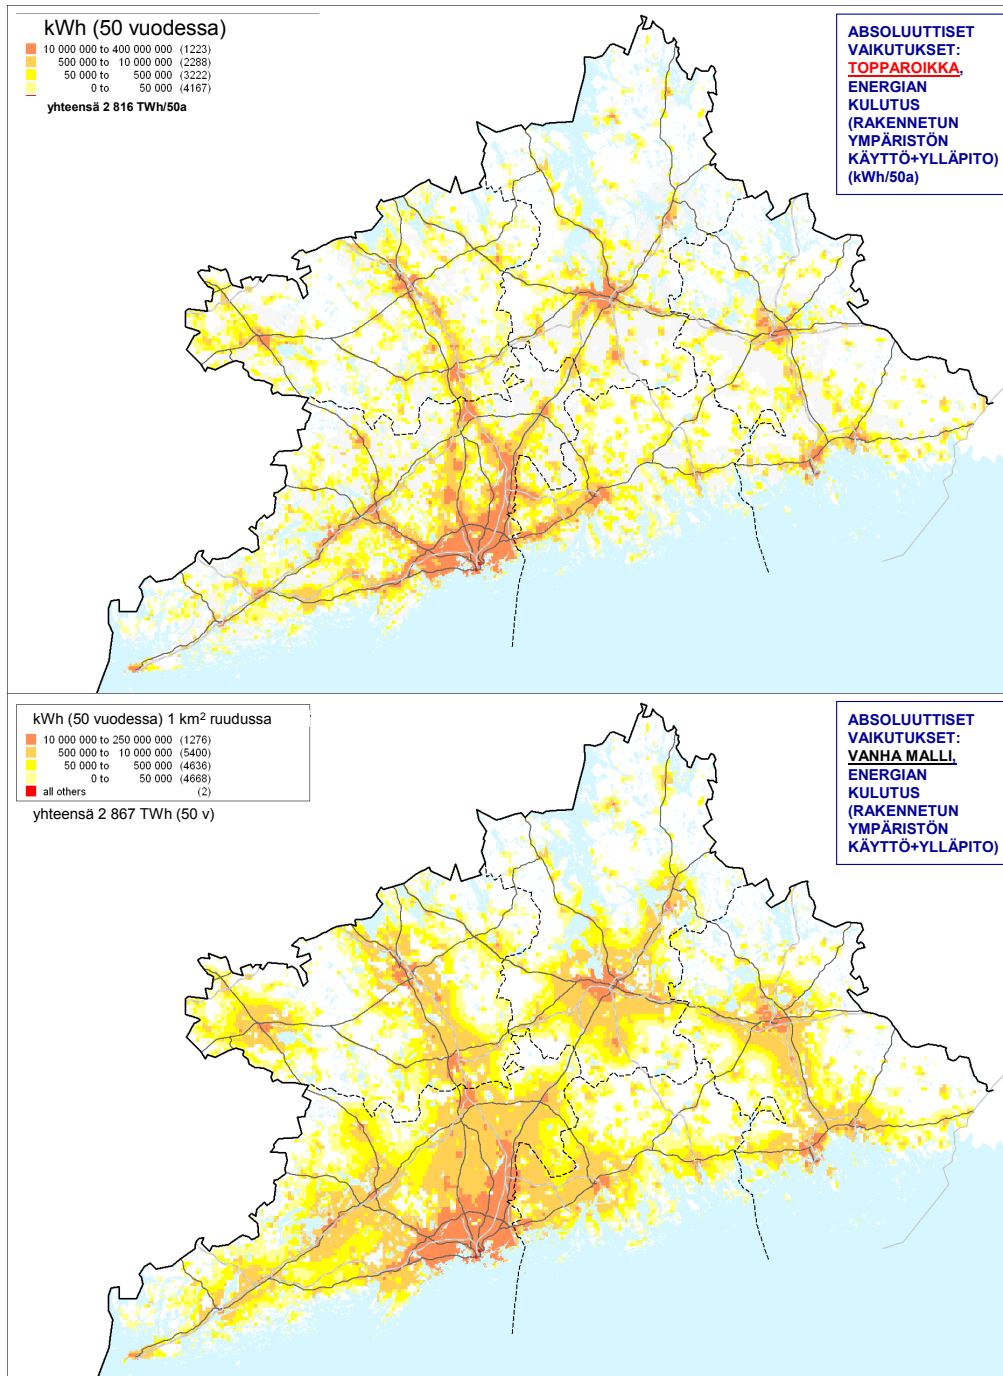 kWh (50 vuodessa)
10 000 000 to 400 000 000 (1223)
500 000 to 10 000 000 (2288)
50 000 to 500 000 (3222)
0 to 50 000 (4167)
yhteensä 2 816 TWh/50a
ABSOLUUTTISET
VAIKUTUKSET:
TOPPAROIKKA,
ENERGIAN
KULUTUS
(RAKENNETUN
YMPÄRISTÖN
KÄYTTÖ+YLLÄPITO)
(kWh/50a)
kWh (50 vuodessa) 1 km² ruudussa
10 000 000 to 250 000 000 (1276)
500 000 to 10 000 000 (5400)
50 000 to 500 000 (4636)
0 to 50 000 (4668)
all others (2)
yhteensä 2 867 TWh (50 v)
ABSOLUUTTISET
VAIKUTUKSET:
VANHA MALLI,
ENERGIAN
KULUTUS
(RAKENNETUN
YMPÄRISTÖN
KÄYTTÖ+YLLÄPITO)